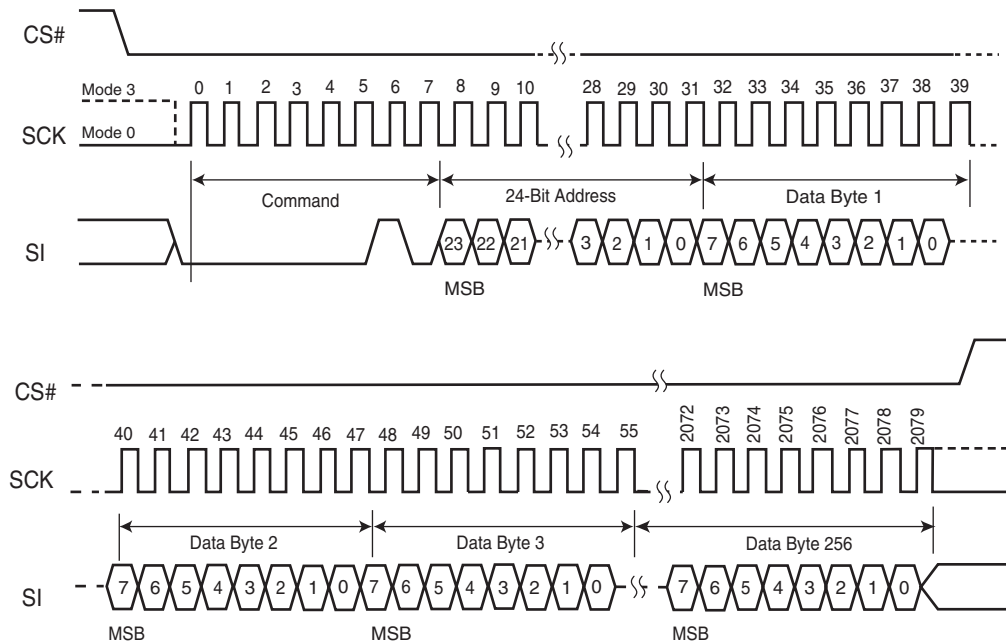 CS#
Mode 3
0 1 2 3 4 5 6 7 8 9 10 28 29 30 31 32 33 34 35 36 37 38 39
SCK
Mode 0
Command 24-Bit Address Data Byte 1
SI
23 22 21 3 2 1 0 7 6 5 4 3 2 1 0
MSB MSB
CS#
40 41 42 43 44 45 46 47 48 49 50 51 52 53 54 55 2072 2073 2074 2075 2076 2077 2078 2079
SCK
Data Byte 2 Data Byte 3 Data Byte 256
SI
7 6 5 4 3 2 1 0 7 6 5 4 3 2 1 0 7 6 5 4 3 2 1 0
MSB MSB MSB